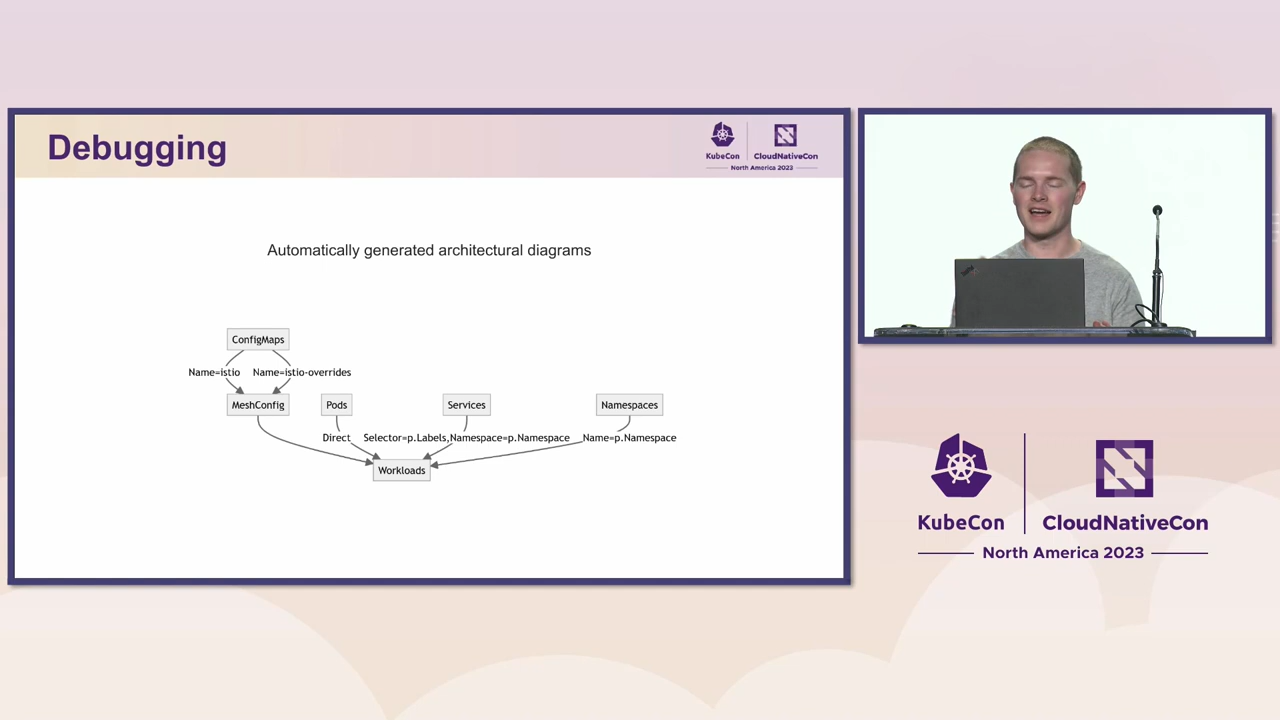 Debugging
KubeCon
CloudNativeCon
North America 2023
Automatically generated architectural diagrams
ConfigMaps
Name=istio
Name=istio-overrides
MeshConfig
Pods
Services
Namespaces
Direct
Selector=p.Labels,Namespace=p.Namespace
Name=p.Namespace
Workloads
KubeCon
CloudNativeCon
North America 2023